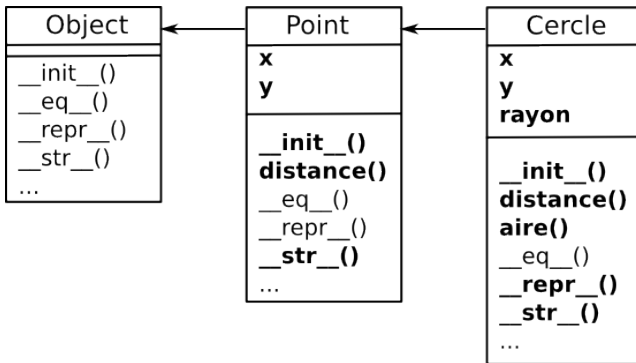 Object
__init__()
__eq__()
__repr__()
__str__()
...
Point
x
y
__init__()
distance()
__eq__()
__repr__()
__str__()
...
Cercle
x
y
rayon
__init__()
distance()
aire()
__eq__()
__repr__()
__str__()
...